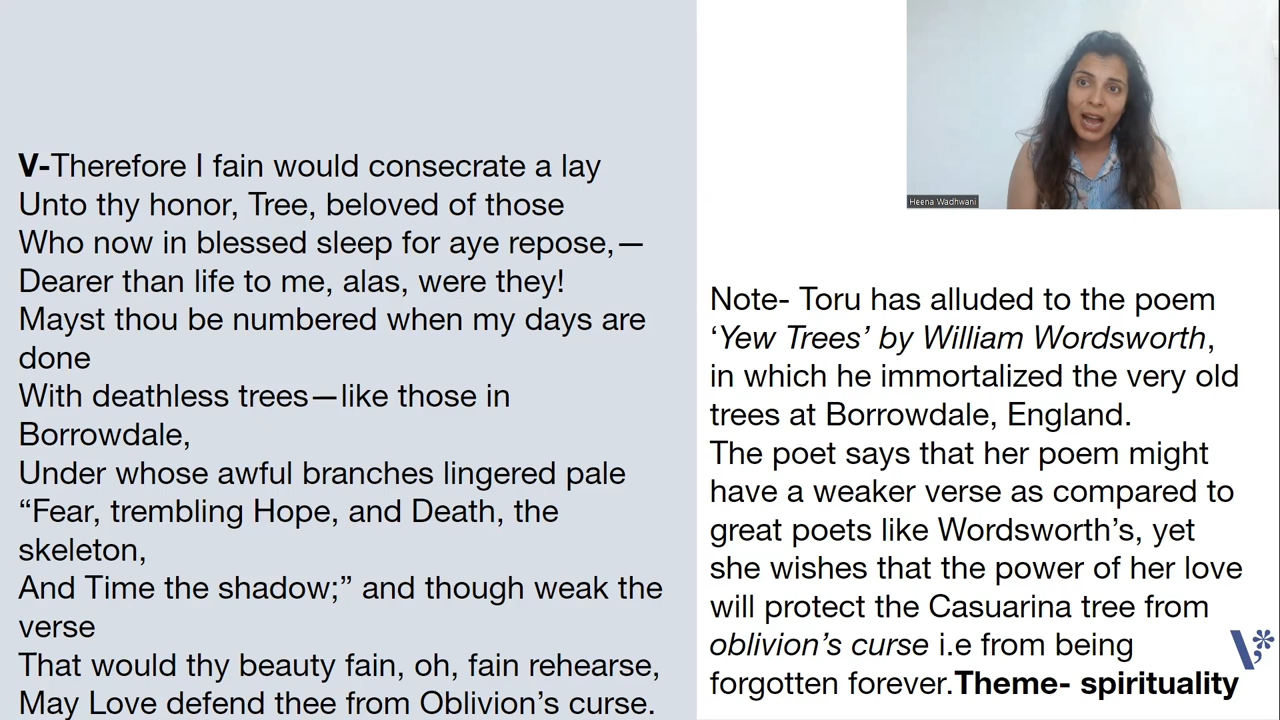 V-Therefore I fain would consecrate a lay
Unto thy honor, Tree, beloved of those
Who now in blessed sleep for aye repose,—
Dearer than life to me, alas, were they!
Mayst thou be numbered when my days are
done
With deathless trees—like those in
Borrowdale,
Under whose awful branches lingered pale
“Fear, trembling Hope, and Death, the
skeleton,
And Time the shadow;” and though weak the
verse
That would thy beauty fain, oh, fain rehearse,
May Love defend thee from Oblivion’s curse.
Heena Wadhwani
Note- Toru has alluded to the poem
‘Yew Trees’ by William Wordsworth,
in which he immortalized the very old
trees at Borrowdale, England.
The poet says that her poem might
have a weaker verse as compared to
great poets like Wordsworth’s, yet
she wishes that the power of her love
will protect the Casuarina tree from
oblivion’s curse i.e from being
forgotten forever.Theme- spirituality